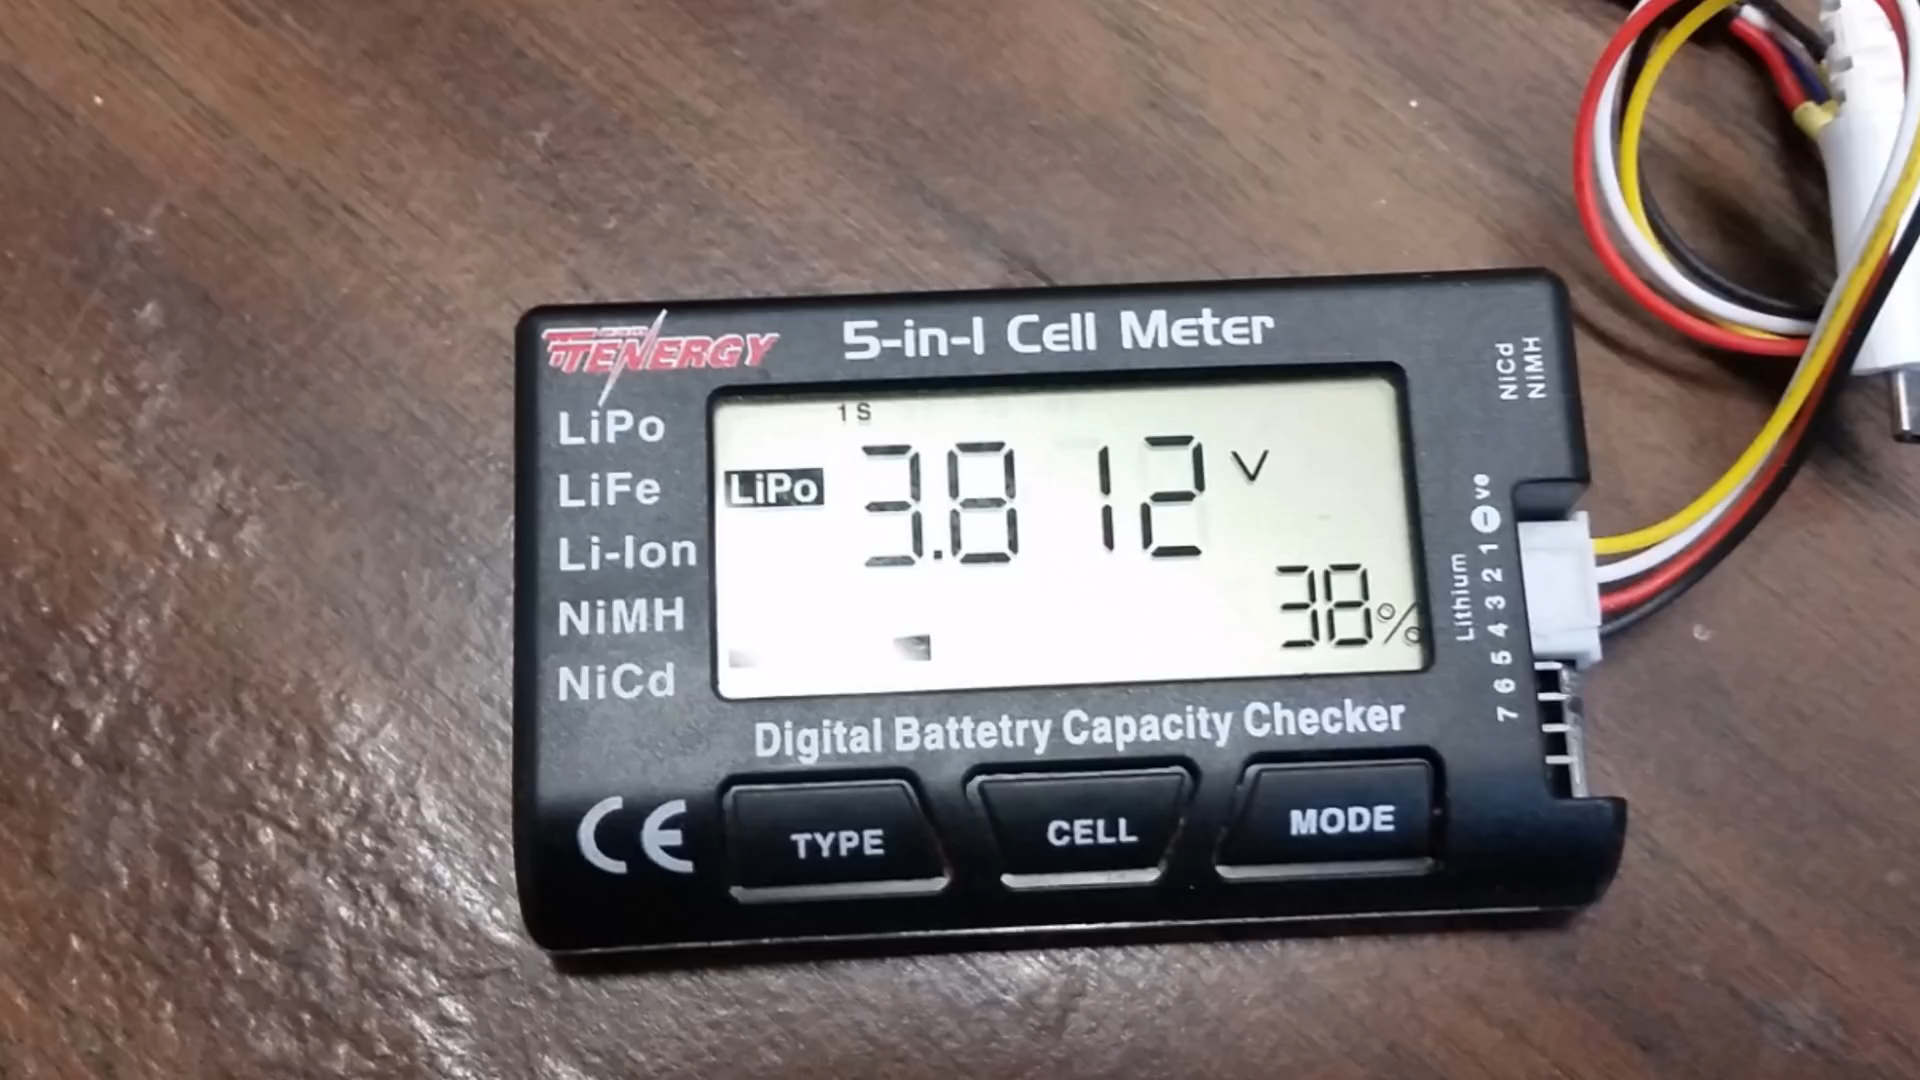 TENERGY
5-in-1 Cell Meter
LiPo
LiFe
Li-Ion
NiMH
NiCd
1 S
LiPo
3.812 V
38%
Digital Battetry Capacity Checker
CE
TYPE
CELL
MODE
NiCd
NiMH
Lithium
7 6 5 4 3 2 1 ⊖ ve